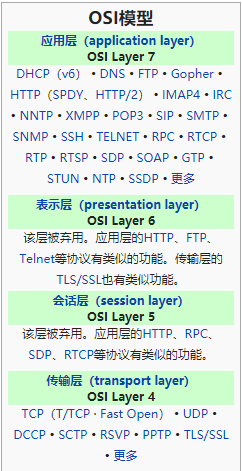 OSI模型
应用层（application layer）
OSI Layer 7
DHCP（v6） • DNS • FTP • Gopher •
HTTP（SPDY、HTTP/2） • IMAP4 • IRC
• NNTP • XMPP • POP3 • SIP • SMTP •
SNMP • SSH • TELNET • RPC • RTCP •
RTP • RTSP • SDP • SOAP • GTP •
STUN • NTP • SSDP • 更多
表示层（presentation layer）
OSI Layer 6
该层被弃用。应用层的HTTP、FTP、
Telnet等协议有类似的功能。传输层的
TLS/SSL也有类似功能。
会话层（session layer）
OSI Layer 5
该层被弃用。应用层的HTTP、RPC、
SDP、RTCP等协议有类似的功能。
传输层（transport layer）
OSI Layer 4
TCP（T/TCP · Fast Open） • UDP •
DCCP • SCTP • RSVP • PPTP • TLS/SSL
• 更多